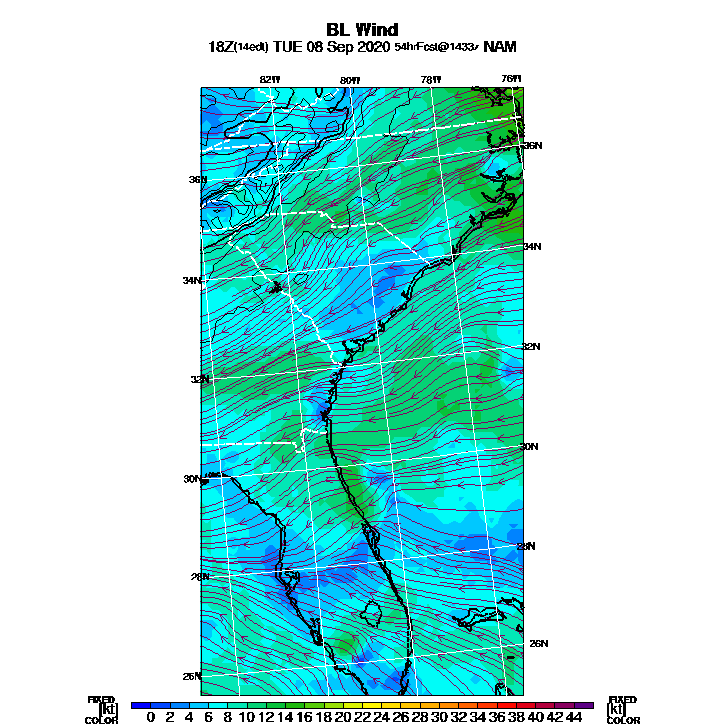 BL Wind
18Z(14edt) TUE 08 Sep 2020 54hrFcst@1433z NAM
82W 80W 78W 76W
36N 36N
34N 34N
32N 32N
30N 30N
28N 28N
26N 26N
FIXED FIXED
[kt] 0 2 4 6 8 10 12 14 16 18 20 22 24 26 28 30 32 34 36 38 40 42 44 [kt]
COLOR COLOR